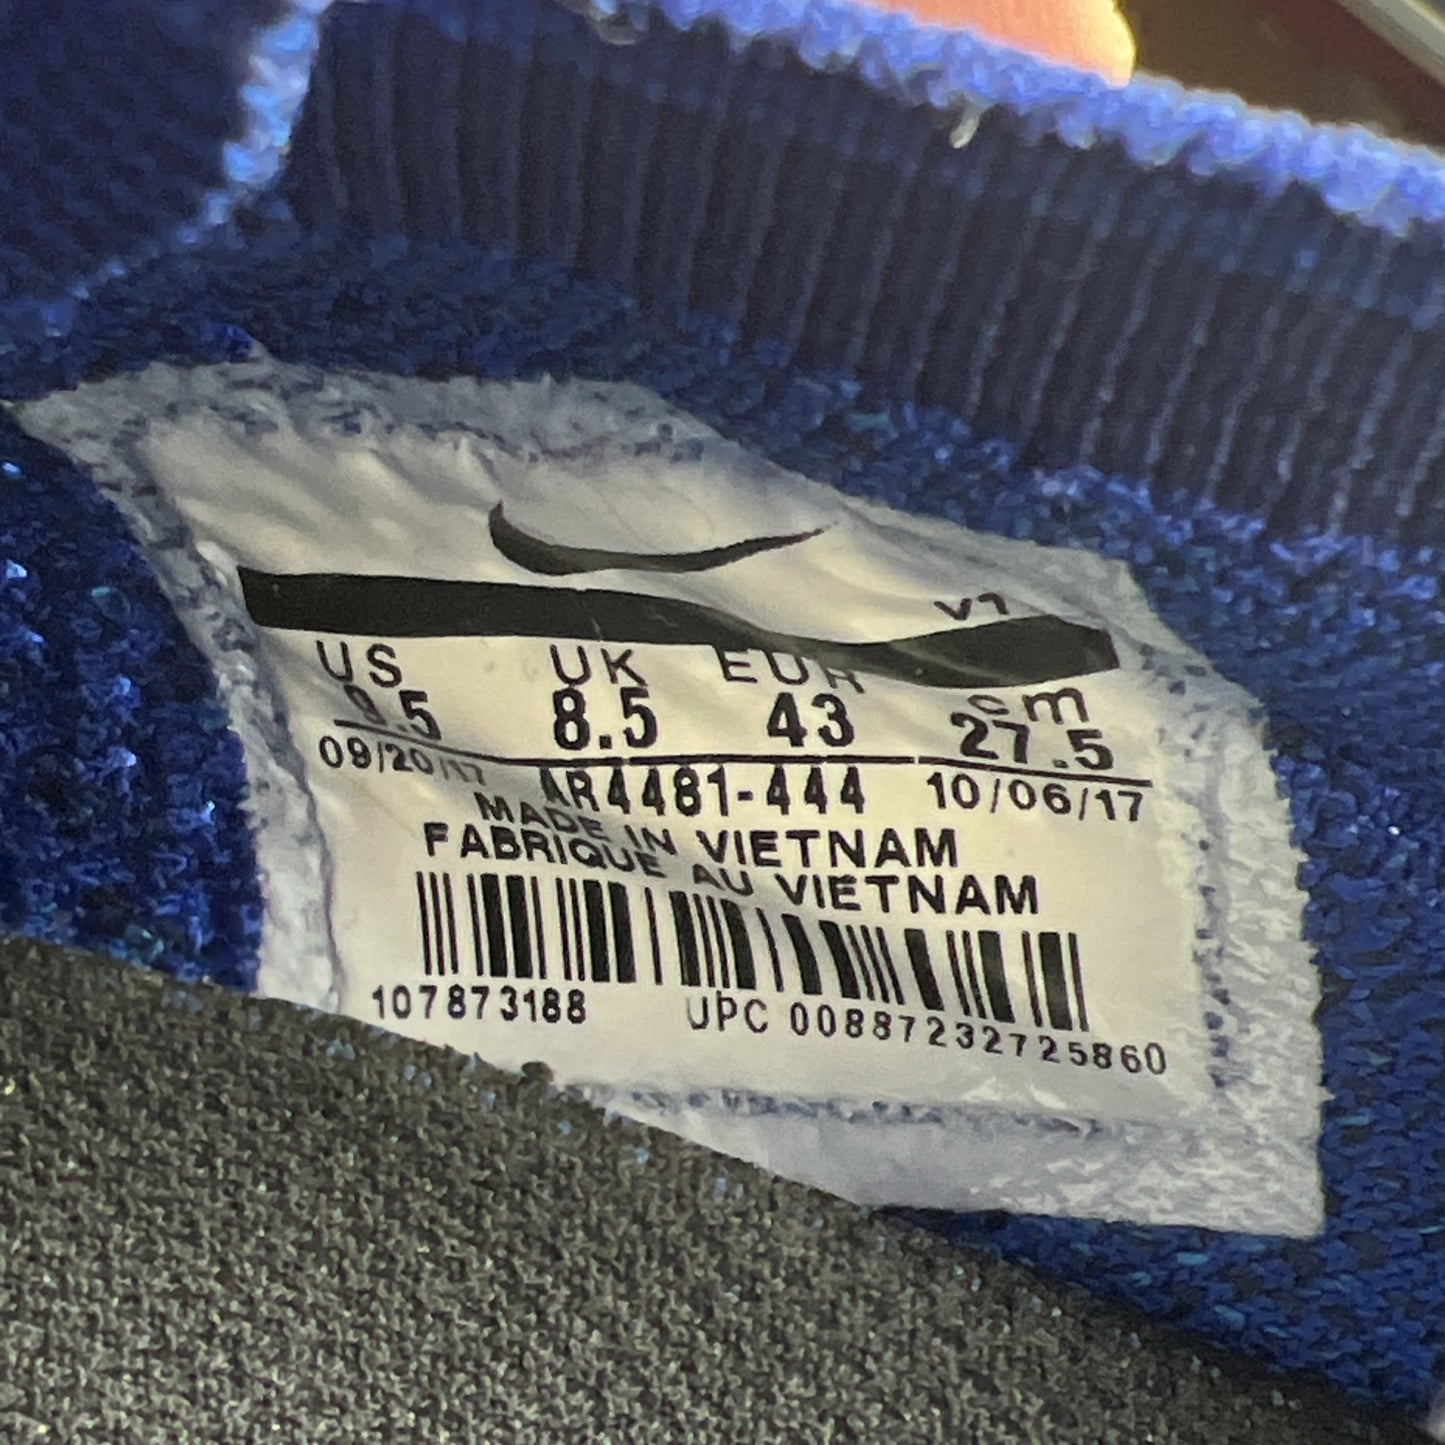 V1
US UK EUR cm
9.5 8.5 43 27.5
09/20/17 AR4481-444 10/06/17
MADE IN VIETNAM
FABRIQUE AU VIETNAM
107873188 UPC 00887232725860